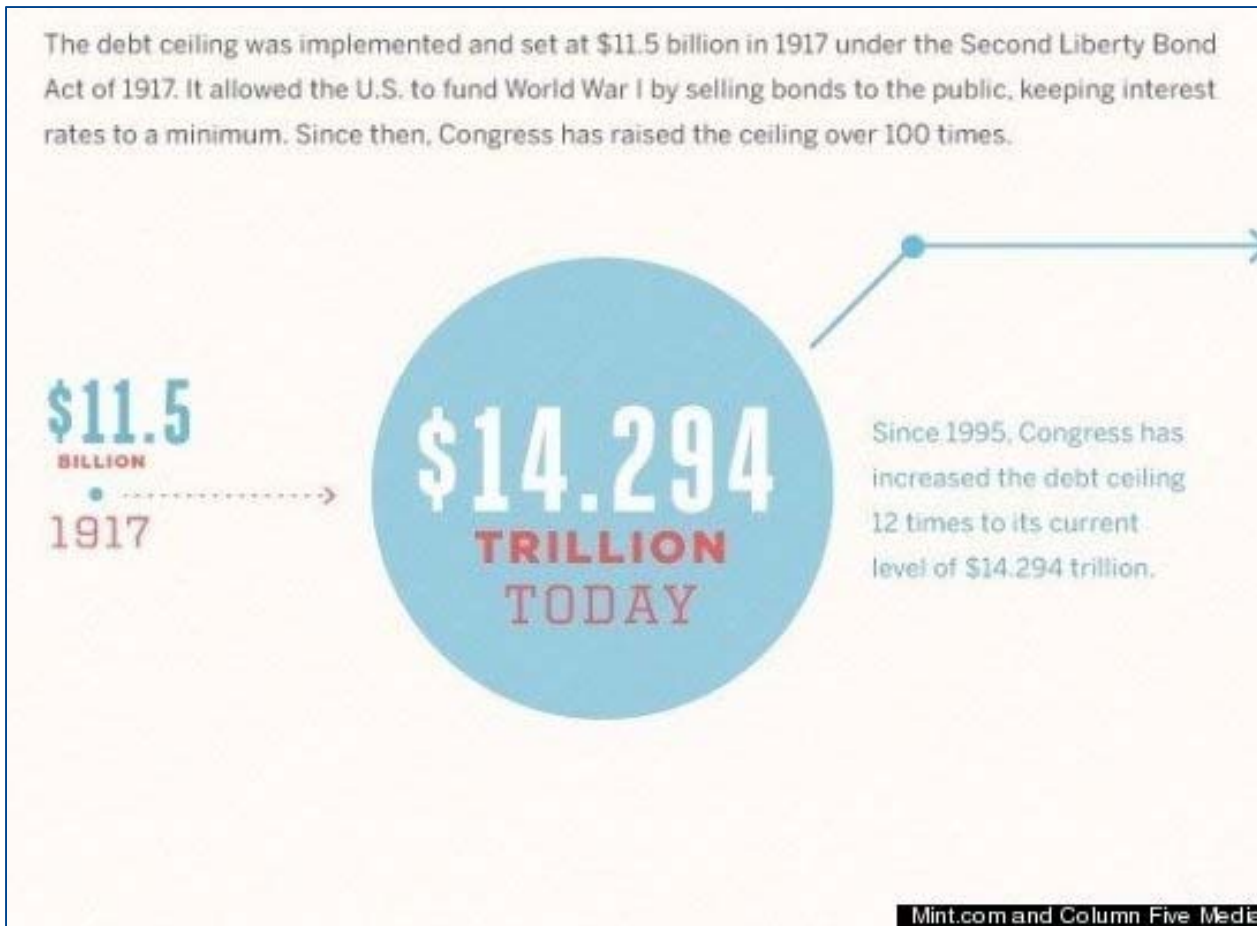 The debt ceiling was implemented and set at $11.5 billion in 1917 under the Second Liberty Bond
Act of 1917. It allowed the U.S. to fund World War I by selling bonds to the public, keeping interest
rates to a minimum. Since then, Congress has raised the ceiling over 100 times.
$11.5
BILLION
1917
$14.294
TRILLION
TODAY
Since 1995, Congress has
increased the debt ceiling
12 times to its current
level of $14.294 trillion.
Mint.com and Column Five Media